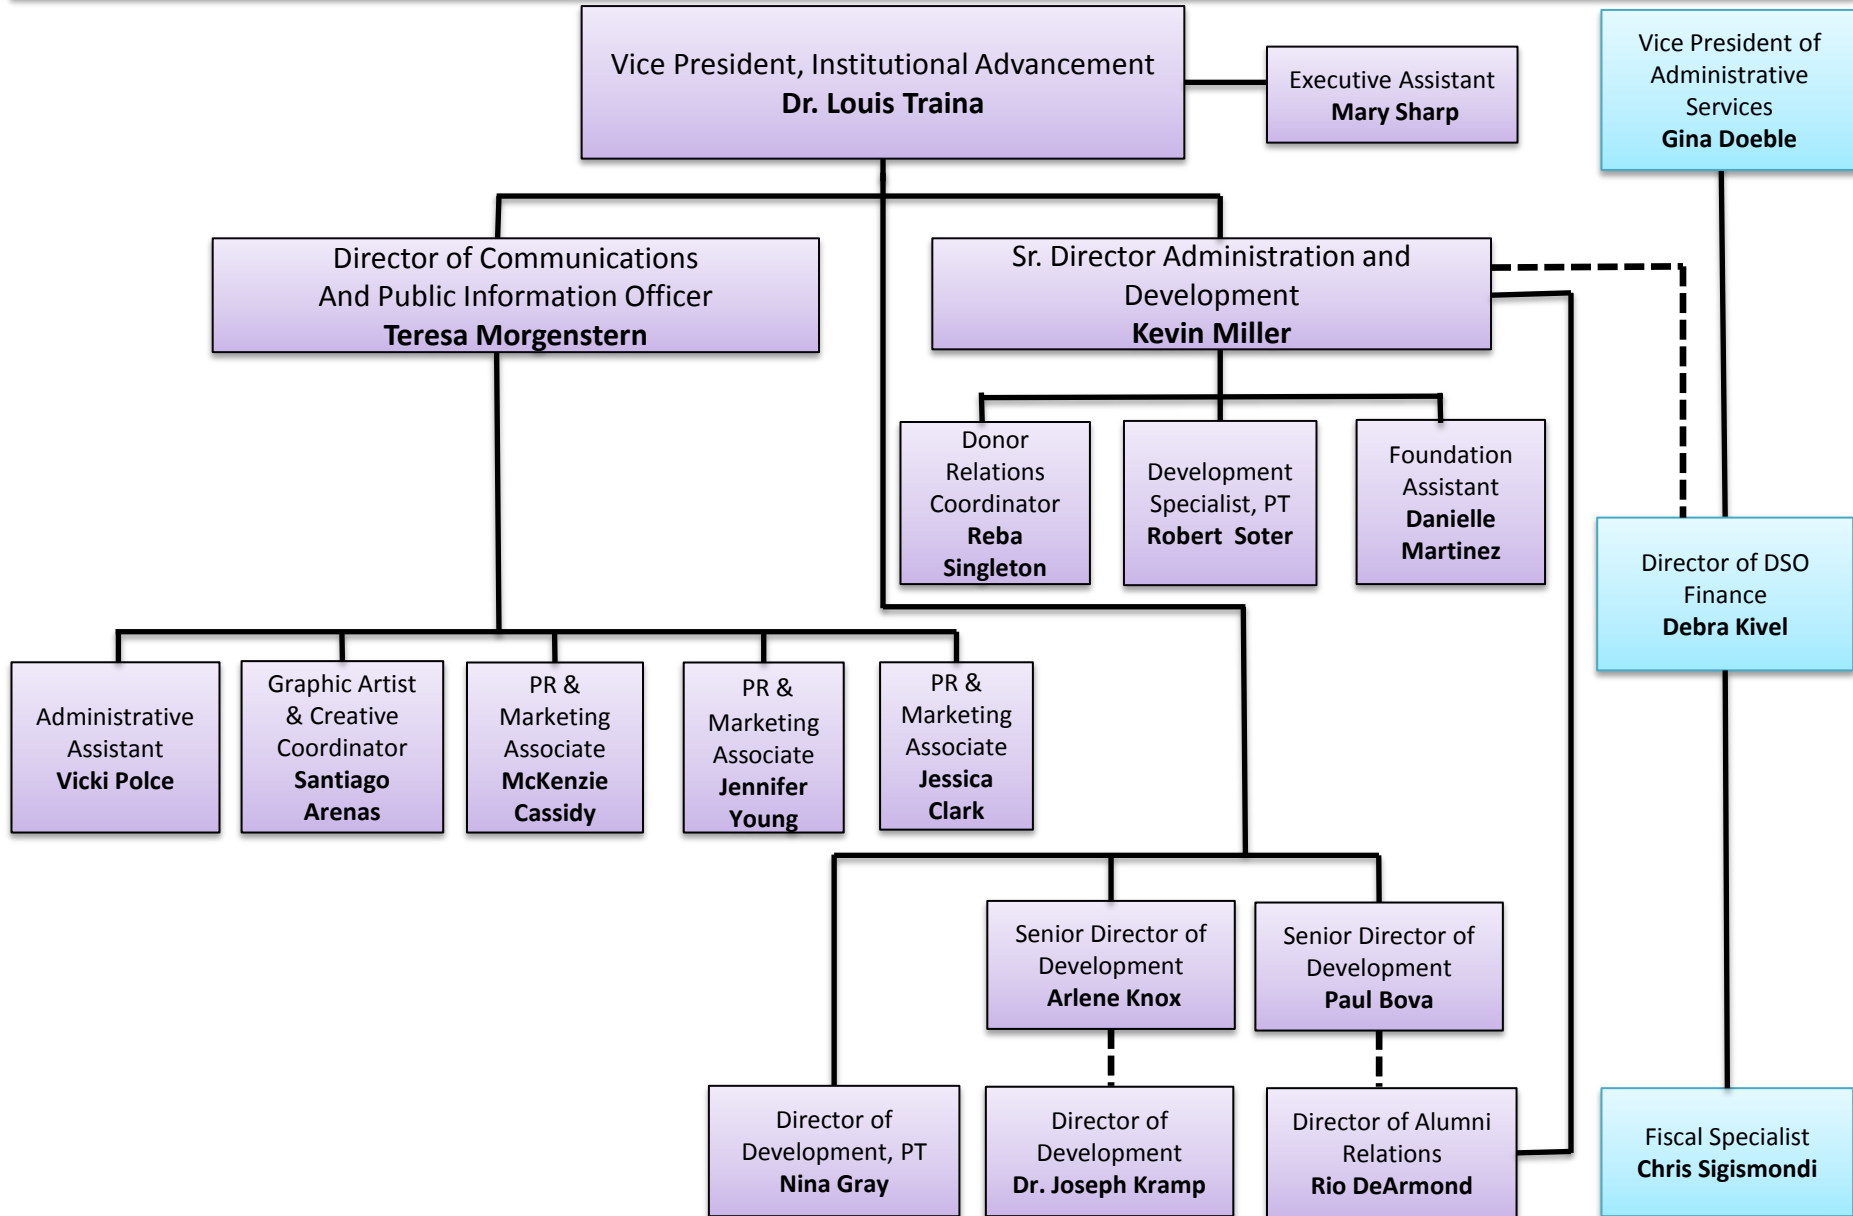 Vice President, Institutional Advancement
Dr. Louis Traina
Executive Assistant
Mary Sharp
Vice President of
Administrative
Services
Gina Doeble
Director of Communications
And Public Information Officer
Teresa Morgenstern
Sr. Director Administration and
Development
Kevin Miller
Donor
Relations
Coordinator
Reba
Singleton
Development
Specialist, PT
Robert Soter
Foundation
Assistant
Danielle
Martinez
Director of DSO
Finance
Debra Kivel
Administrative
Assistant
Vicki Polce
Graphic Artist
& Creative
Coordinator
Santiago
Arenas
PR &
Marketing
Associate
McKenzie
Cassidy
PR &
Marketing
Associate
Jennifer
Young
PR &
Marketing
Associate
Jessica
Clark
Senior Director of
Development
Arlene Knox
Senior Director of
Development
Paul Bova
Director of
Development, PT
Nina Gray
Director of
Development
Dr. Joseph Kramp
Director of Alumni
Relations
Rio DeArmond
Fiscal Specialist
Chris Sigismondi